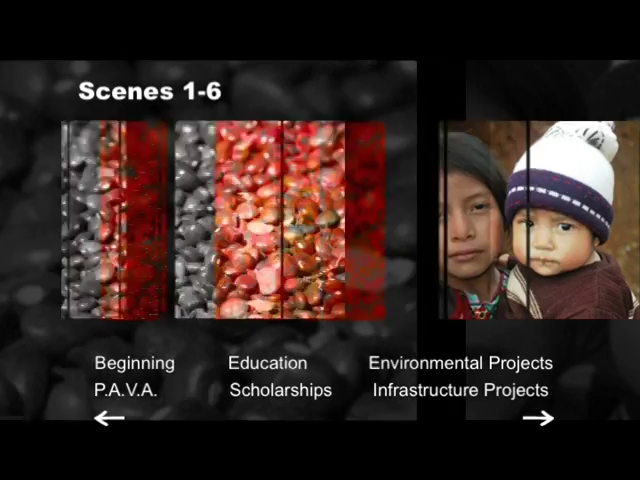 Scenes 1-6
Beginning Education Environmental Projects
P.A.V.A. Scholarships Infrastructure Projects